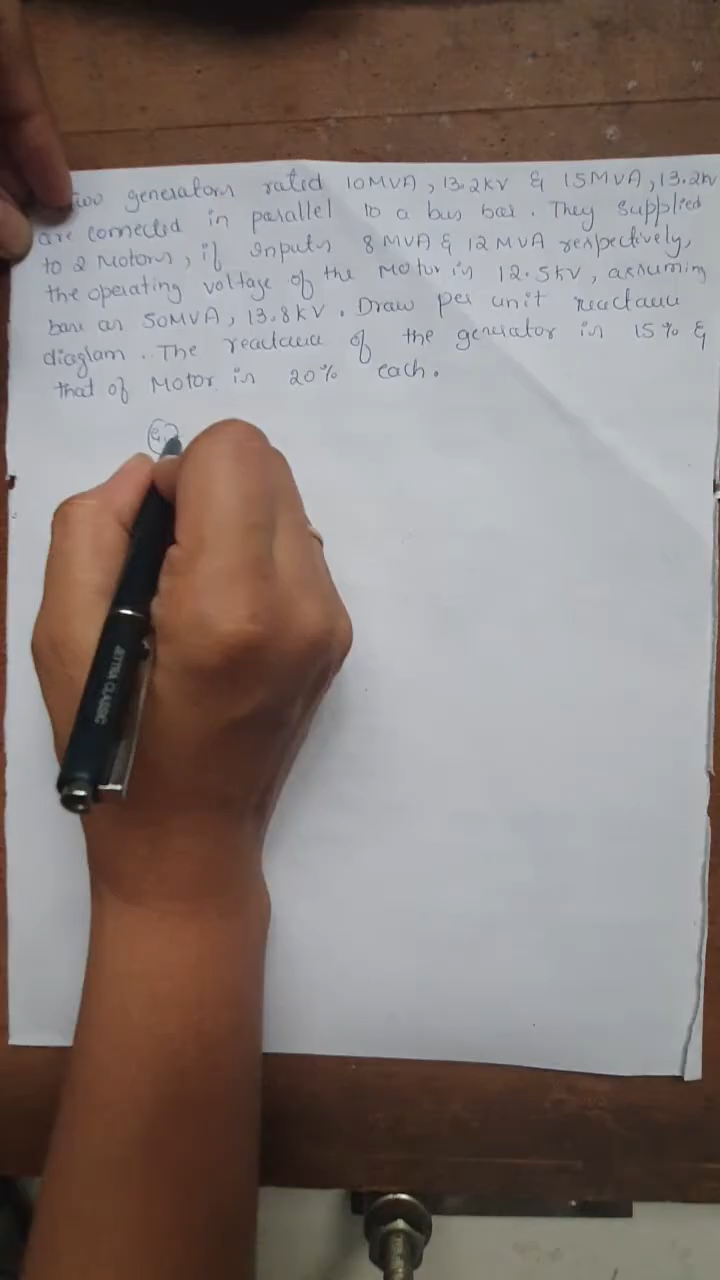 Two generators rated 10MVA, 13.2KV & 15MVA, 13.2KV
are connected in parallel to a bus bar. They supplied
to 2 Motors, if Inputs 8 MVA & 12 MVA respectively,
the operating voltage of the Motor is 12.5KV, assuming
base as 50MVA, 13.8KV. Draw per unit reactance
diaglam. The reactance of the generator is 15% &
that of Motor is 20% each.
JETTRA CLASSIC